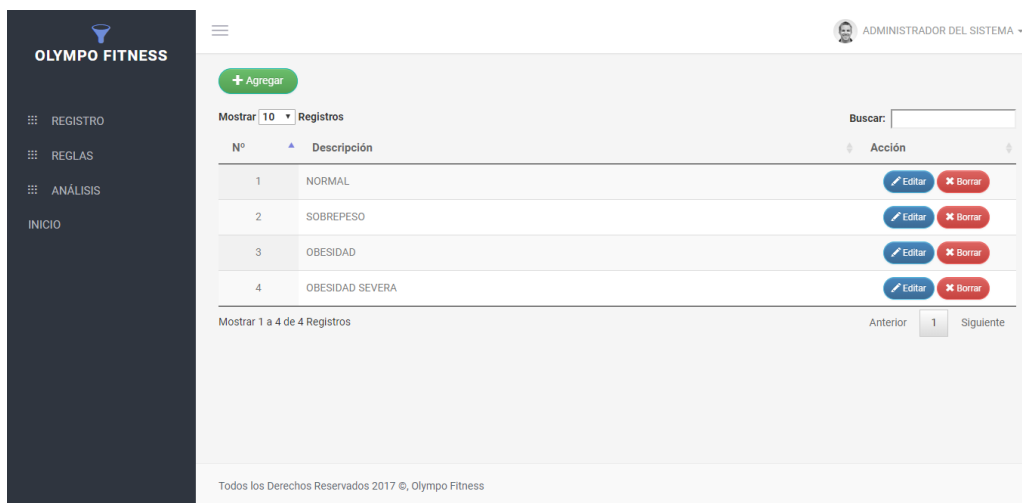 OLYMPO FITNESS
ADMINISTRADOR DEL SISTEMA
REGISTRO
REGLAS
ANÁLISIS
INICIO
Agregar
Mostrar 10 Registros
Buscar:
Nº Descripción Acción
1 NORMAL Editar Borrar
2 SOBREPESO Editar Borrar
3 OBESIDAD Editar Borrar
4 OBESIDAD SEVERA Editar Borrar
Mostrar 1 a 4 de 4 Registros
Anterior 1 Siguiente
Todos los Derechos Reservados 2017 ©, Olympo Fitness